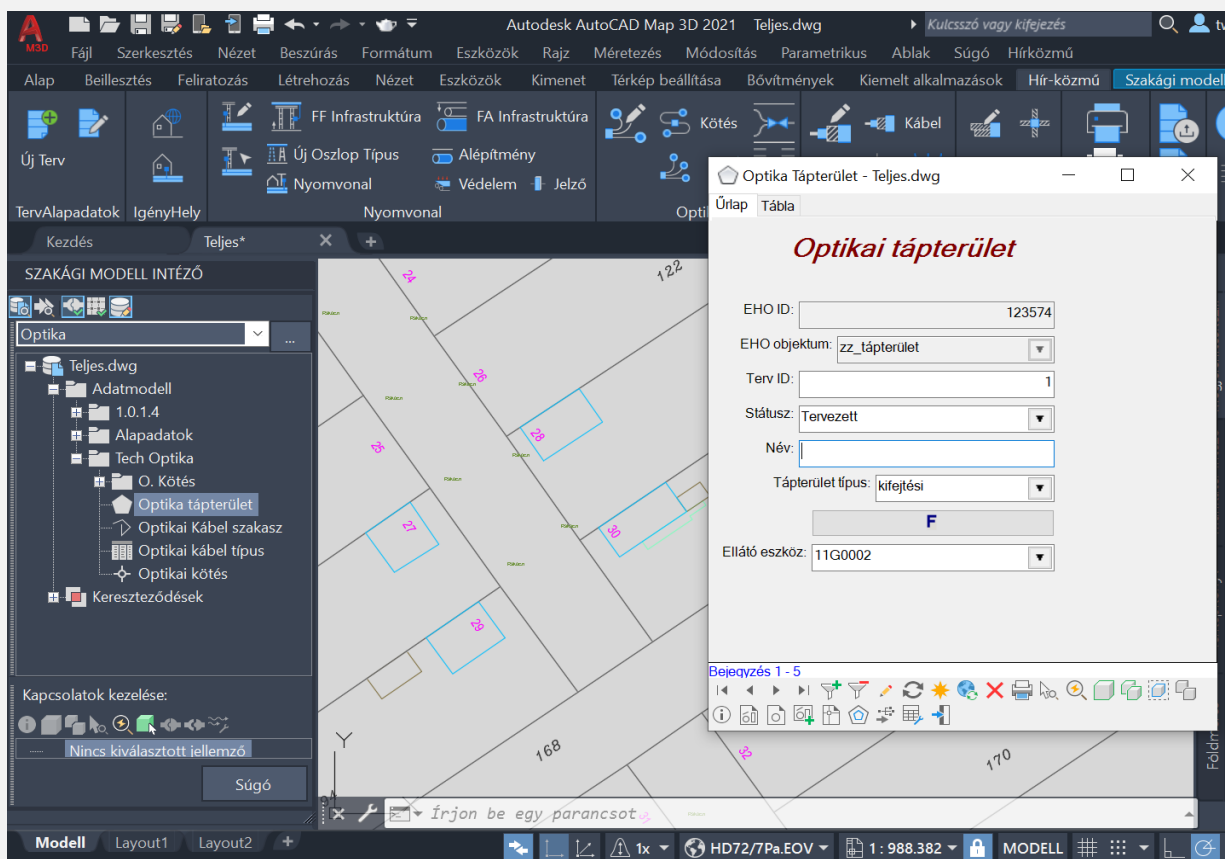 Autodesk AutoCAD Map 3D 2021 Teljes.dwg
Kulcsszó vagy kifejezés
M3D
Fájl Szerkesztés Nézet Beszúrás Formátum Eszközök Rajz Méretezés Módosítás Parametrikus Ablak Súgó Hírközmű
Alap Beillesztés Feliratozás Létrehozás Nézet Eszközök Kimenet Térkép beállítása Bővítmények Kiemelt alkalmazások Hír-közmű Szakági modell
Új Terv
FF Infrastruktúra
FA Infrastruktúra
Kötés
Kábel
Új Oszlop Típus
Alépítmény
Nyomvonal
Védelem
Jelző
TervAlapadatok
IgényHely
Nyomvonal
Opti
Kezdés
Teljes*
SZAKÁGI MODELL INTÉZŐ
Optika
...
Teljes.dwg
Adatmodell
1.0.1.4
Alapadatok
Tech Optika
O. Kötés
Optika tápterület
Optikai Kábel szakasz
Optikai kábel típus
Optikai kötés
Kereszteződések
Kapcsolatok kezelése:
Nincs kiválasztott jellemző
Súgó
24
122
26
28
25
27
30
29
168
32
170
31
Y
Optika Tápterület - Teljes.dwg
Űrlap Tábla
Optikai tápterület
EHO ID: 123574
EHO objektum: zz_tápterület
Terv ID: 1
Státusz: Tervezett
Név:
Tápterület típus: kifejtési
F
Ellátó eszköz: 11G0002
Bejegyzés 1 - 5
Írjon be egy parancsot
Modell Layout1 Layout2 +
1x
HD72/7Pa.EOV
1 : 988.382
MODELL